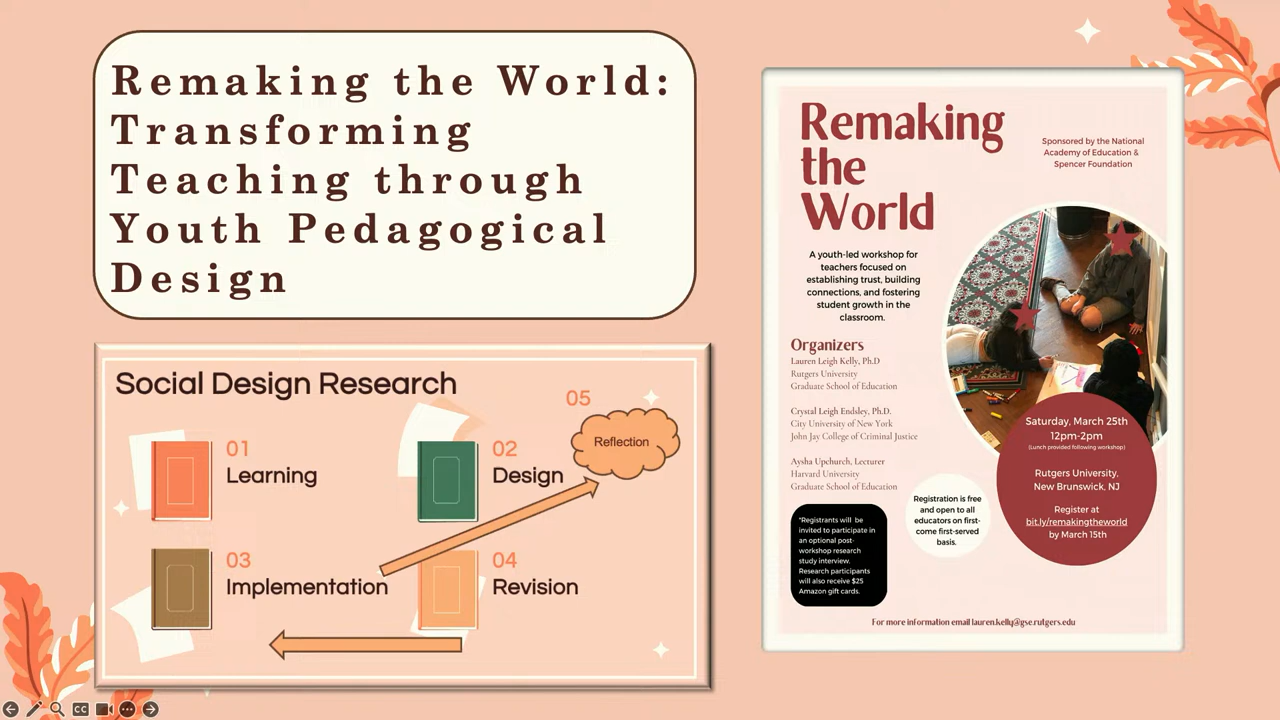 Remaking the World:
Transforming
Teaching through
Youth Pedagogical
Design
Social Design Research
01
Learning
02
Design
03
Implementation
04
Revision
05
Reflection
Remaking
the
World
Sponsored by the National
Academy of Education &
Spencer Foundation
A youth-led workshop for
teachers focused on
establishing trust, building
connections, and fostering
student growth in the
classroom.
Organizers
Lauren Leigh Kelly, Ph.D
Rutgers University
Graduate School of Education
Crystal Leigh Endsley, Ph.D.
City University of New York
John Jay College of Criminal Justice
Aysha Upchurch, Lecturer
Harvard University
Graduate School of Education
"Registrants will be
invited to participate in
an optional post-
workshop research
study interview.
Research participants
will also receive $25
Amazon gift cards.
Registration is free
and open to all
educators on first-
come first-served
basis.
Saturday, March 25th
12pm-2pm
(Lunch provided following workshop)
Rutgers University,
New Brunswick, NJ
Register at
bit.ly/remakingtheworld
by March 15th
For more information email lauren.kelly@gse.rutgers.edu
CC